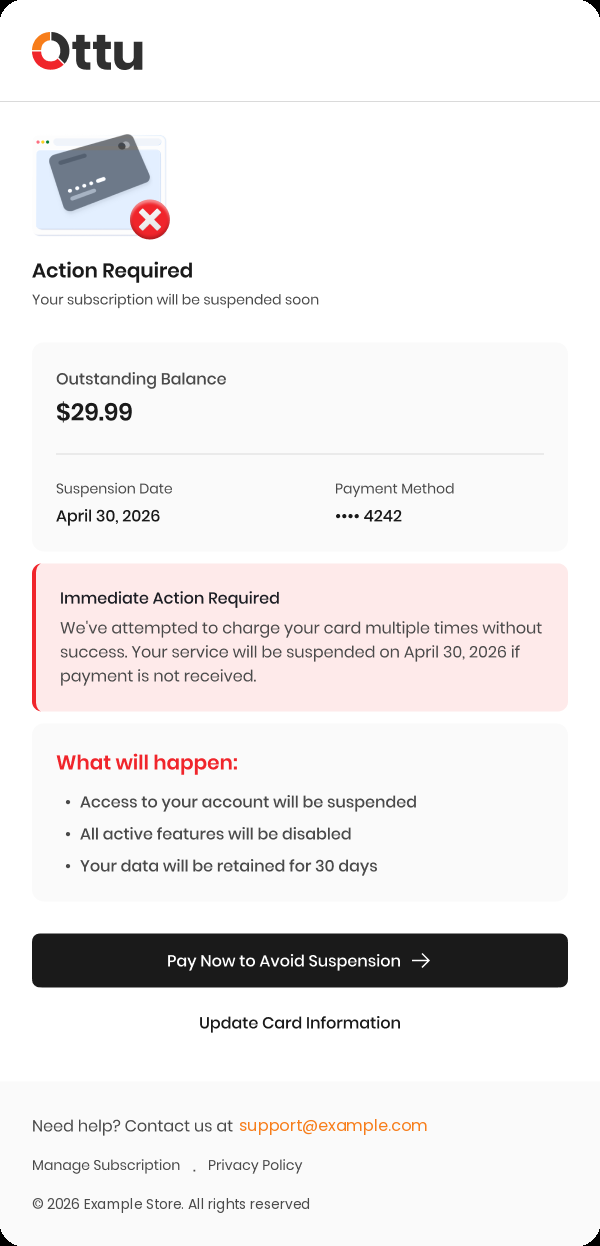 Ottu
Action Required
Your subscription will be suspended soon
Outstanding Balance
$29.99
Suspension Date
Payment Method
April 30, 2026
•••• 4242
Immediate Action Required
We've attempted to charge your card multiple times without
success. Your service will be suspended on April 30, 2026 if
payment is not received.
What will happen:
• Access to your account will be suspended
• All active features will be disabled
• Your data will be retained for 30 days
Pay Now to Avoid Suspension →
Update Card Information
Need help? Contact us at support@example.com
Manage Subscription . Privacy Policy
© 2026 Example Store. All rights reserved